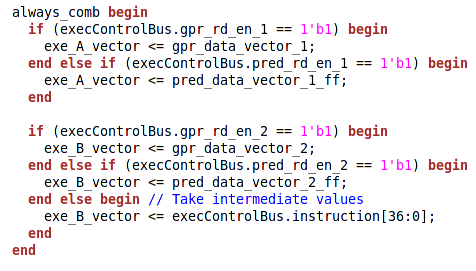 always_comb begin
  if (execControlBus.gpr_rd_en_1 == 1'b1) begin
    exe_A_vector <= gpr_data_vector_1;
  end else if (execControlBus.pred_rd_en_1 == 1'b1) begin
    exe_A_vector <= pred_data_vector_1_ff;
  end

  if (execControlBus.gpr_rd_en_2 == 1'b1) begin
    exe_B_vector <= gpr_data_vector_2;
  end else if (execControlBus.pred_rd_en_2 == 1'b1) begin
    exe_B_vector <= pred_data_vector_2_ff;
  end else begin // Take intermediate values
    exe_B_vector <= execControlBus.instruction[36:0];
  end
end